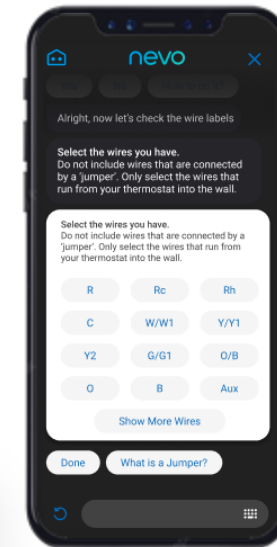 nevo
Alright, now let's check the wire labels
Select the wires you have.
Do not include wires that are connected
by a 'jumper'. Only select the wires that
run from your thermostat into the wall.
Select the wires you have.
Do not include wires that are connected by a
'jumper'. Only select the wires that run from
your thermostat into the wall.
R Rc Rh
C W/W1 Y/Y1
Y2 G/G1 O/B
O B Aux
Show More Wires
Done What is a Jumper?